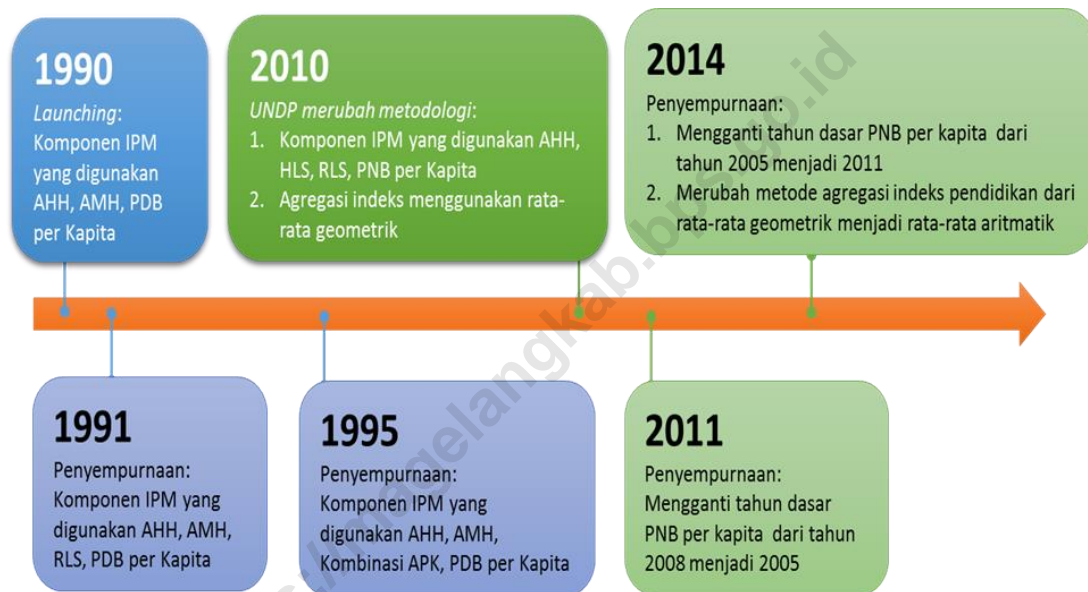 1990
Launching:
Komponen IPM
yang digunakan
AHH, AMH, PDB
per Kapita
2010
UNDP merubah metodologi:
1. Komponen IPM yang digunakan AHH,
HLS, RLS, PNB per Kapita
2. Agregasi indeks menggunakan rata-
rata geometrik
2014
Penyempurnaan:
1. Mengganti tahun dasar PNB per kapita dari
tahun 2005 menjadi 2011
2. Merubah metode agregasi indeks pendidikan dari
rata-rata geometrik menjadi rata-rata aritmatik
1991
Penyempurnaan:
Komponen IPM yang
digunakan AHH, AMH,
RLS, PDB per Kapita
1995
Penyempurnaan:
Komponen IPM yang
digunakan AHH, AMH,
Kombinasi APK, PDB per Kapita
2011
Penyempurnaan:
Mengganti tahun dasar
PNB per kapita dari tahun
2008 menjadi 2005
s://magelangkab.bps.go.id